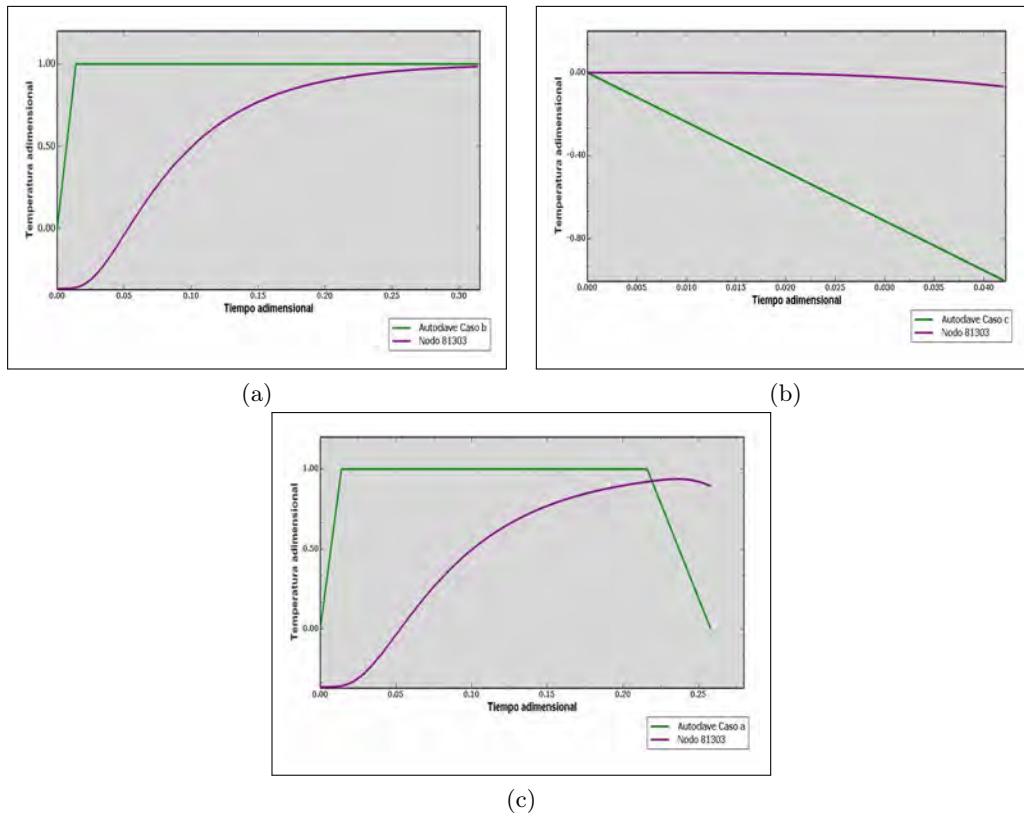 Temperatura adimensional
1.00
0.50
0.00
0.00
0.05
0.10
0.15
0.20
0.25
0.30
Tiempo adimensional
Autoclave Caso b
Nodo 81303
(a)
Temperatura adimensional
0.00
−0.40
−0.80
0.000
0.005
0.010
0.015
0.020
0.025
0.030
0.035
0.040
Tiempo adimensional
Autoclave Caso c
Nodo 81303
(b)
Temperatura adimensional
1.00
0.50
0.00
0.00
0.05
0.10
0.15
0.20
0.25
Tiempo adimensional
Autoclave Caso a
Nodo 81303
(c)